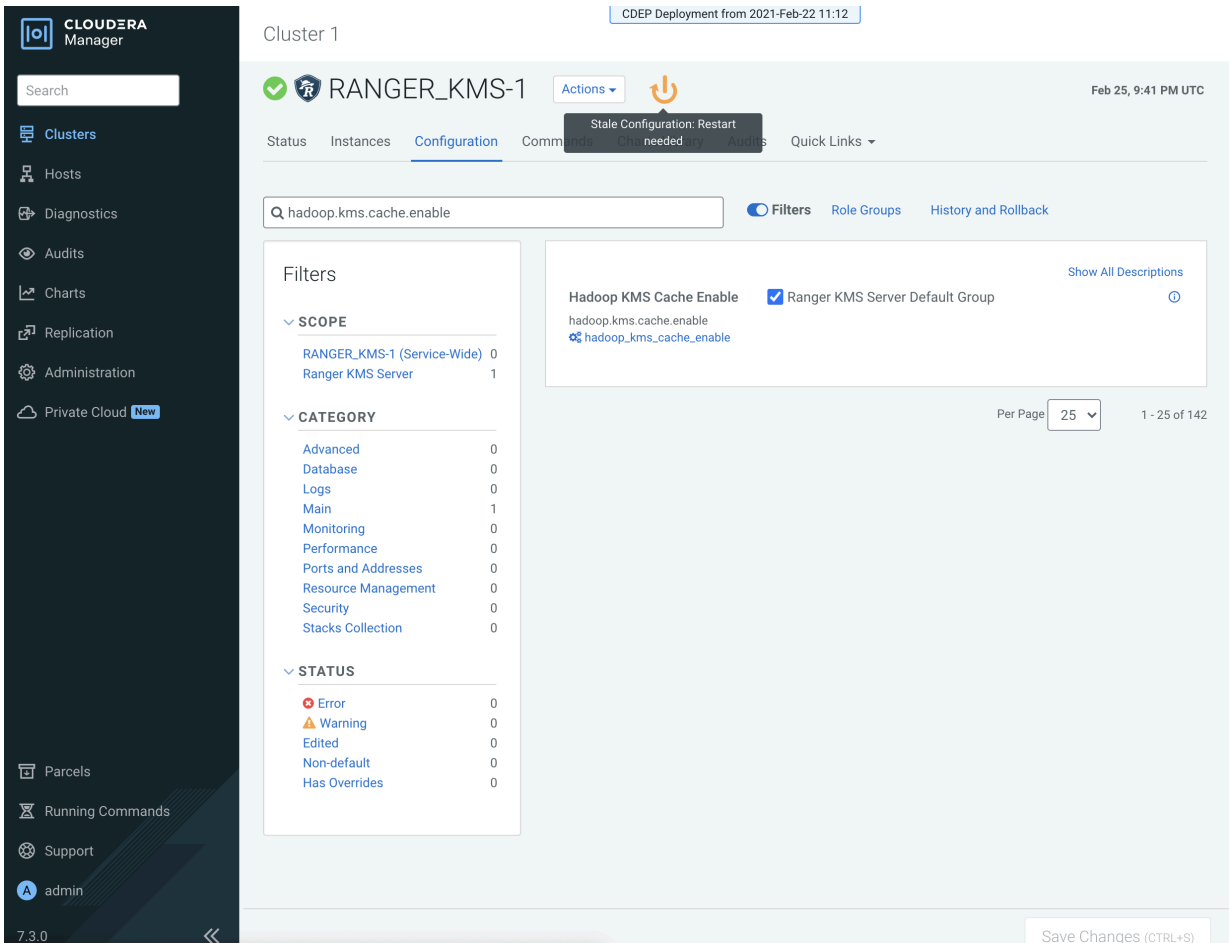 CLOUDERA
Manager
Search
Clusters
Hosts
Diagnostics
Audits
Charts
Replication
Administration
Private Cloud New
Parcels
Running Commands
Support
A admin
7.3.0
CDEP Deployment from 2021-Feb-22 11:12
Cluster 1
RANGER_KMS-1
Actions
Feb 25, 9:41 PM UTC
Stale Configuration: Restart
needed
Status Instances Configuration Commands Audits Quick Links
hadoop.kms.cache.enable
Filters Role Groups History and Rollback
Filters
SCOPE
RANGER_KMS-1 (Service-Wide) 0
Ranger KMS Server 1
CATEGORY
Advanced 0
Database 0
Logs 0
Main 1
Monitoring 0
Performance 0
Ports and Addresses 0
Resource Management 0
Security 0
Stacks Collection 0
STATUS
Error 0
Warning 0
Edited 0
Non-default 0
Has Overrides 0
Show All Descriptions
Hadoop KMS Cache Enable Ranger KMS Server Default Group
hadoop.kms.cache.enable
hadoop_kms_cache_enable
Per Page 25 1 - 25 of 142
Save Changes (CTRL+S)